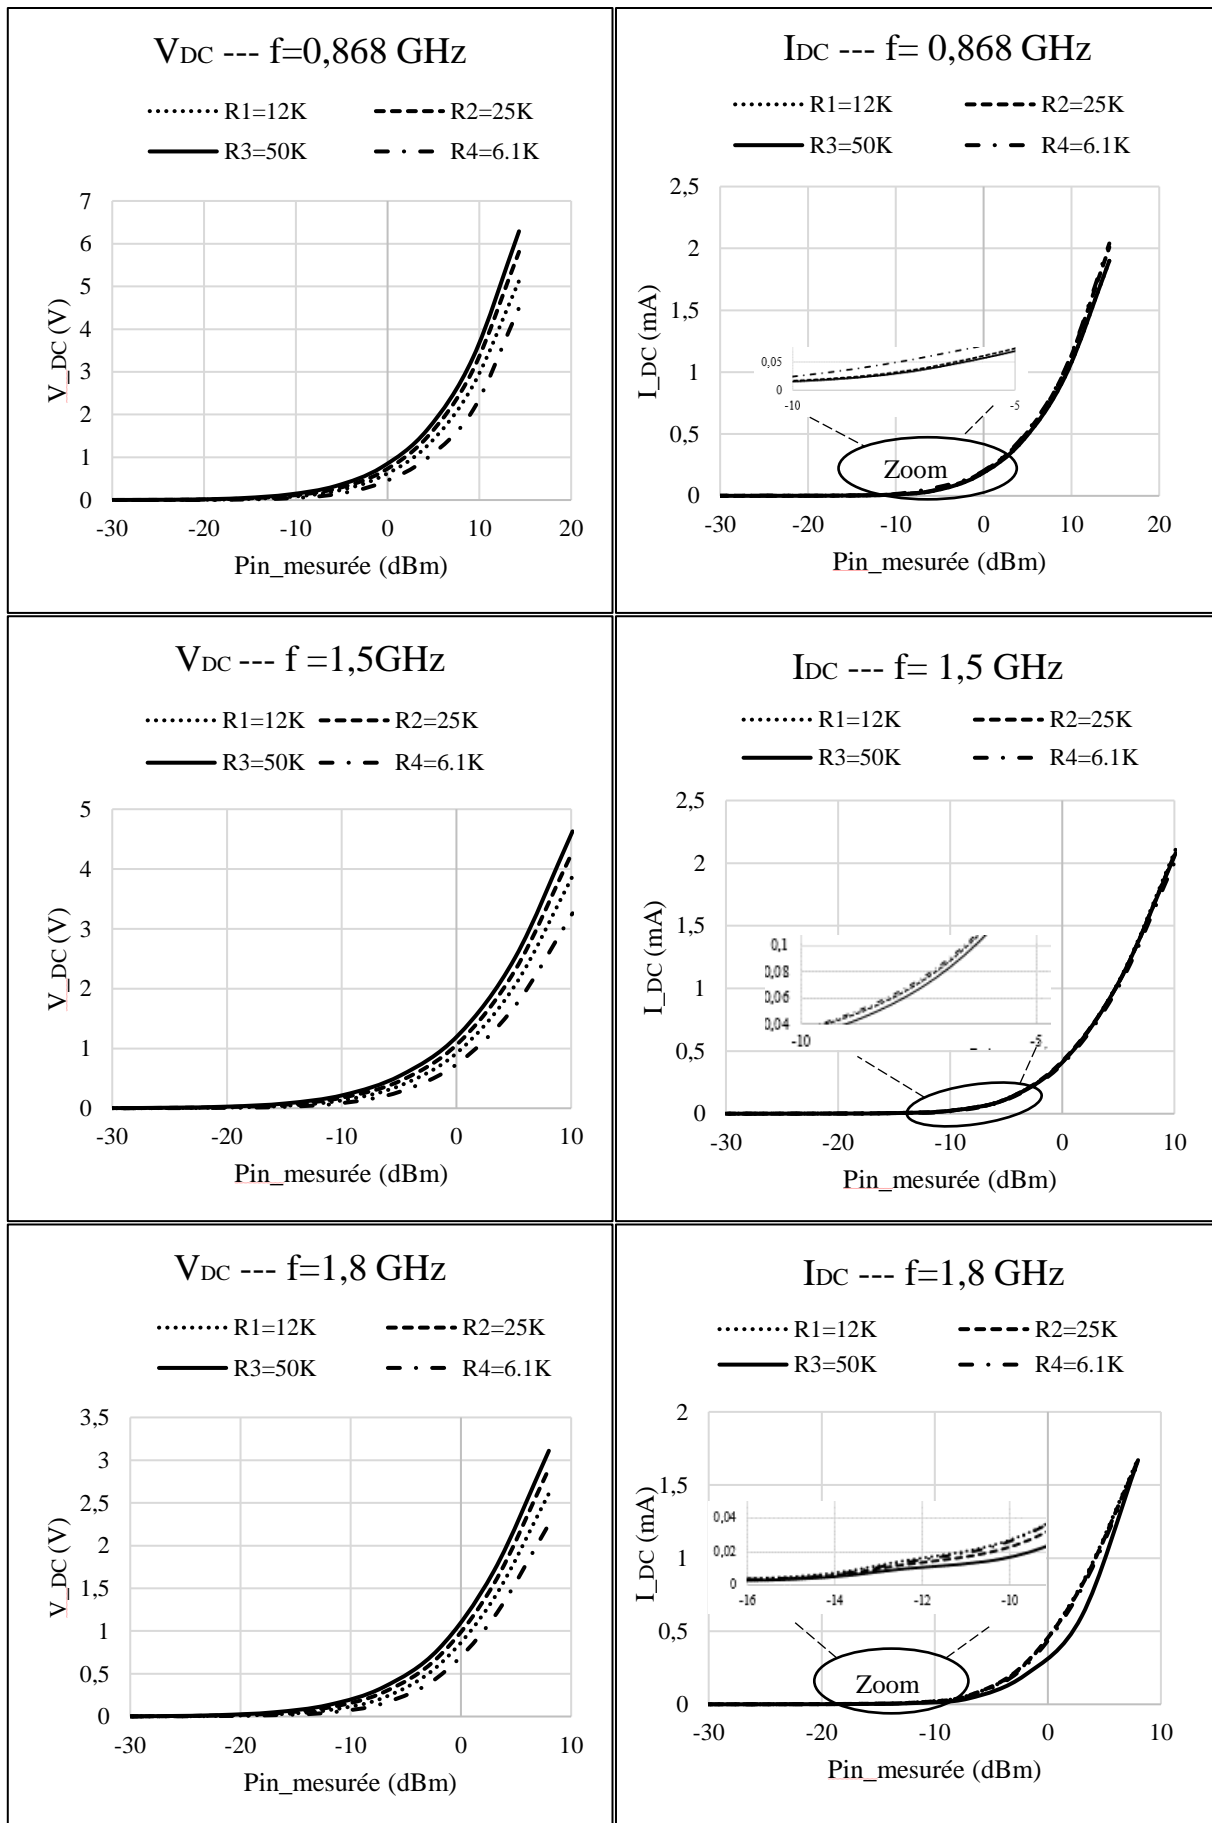 VDC --- f=0,868 GHz
R1=12K R2=25K
R3=50K R4=6.1K
7
6
5
4
3
2
1
0
-30 -20 -10 0 10 20
V_DC (V)
Pin_mesurée (dBm)
IDC --- f= 0,868 GHz
R1=12K R2=25K
R3=50K R4=6.1K
2,5
2
1,5
1
0,5
0
-30 -20 -10 0 10 20
I_DC (mA)
0,05
0
-10 -5
Zoom
Pin_mesurée (dBm)
VDC --- f =1,5GHz
R1=12K R2=25K
R3=50K R4=6.1K
5
4
3
2
1
0
-30 -20 -10 0 10
V_DC (V)
Pin_mesurée (dBm)
IDC --- f= 1,5 GHz
R1=12K R2=25K
R3=50K R4=6.1K
2,5
2
1,5
1
0,5
0
-30 -20 -10 0 10
I_DC (mA)
0,1
0,08
0,06
0,04
-10 -5
Pin_mesurée (dBm)
VDC --- f=1,8 GHz
R1=12K R2=25K
R3=50K R4=6.1K
3,5
3
2,5
2
1,5
1
0,5
0
-30 -20 -10 0 10
V_DC (V)
Pin_mesurée (dBm)
IDC --- f=1,8 GHz
R1=12K R2=25K
R3=50K R4=6.1K
2
1,5
1
0,5
0
-30 -20 -10 0 10
I_DC (mA)
0,04
0,02
0
-16 -14 -12 -10
Zoom
Pin_mesurée (dBm)